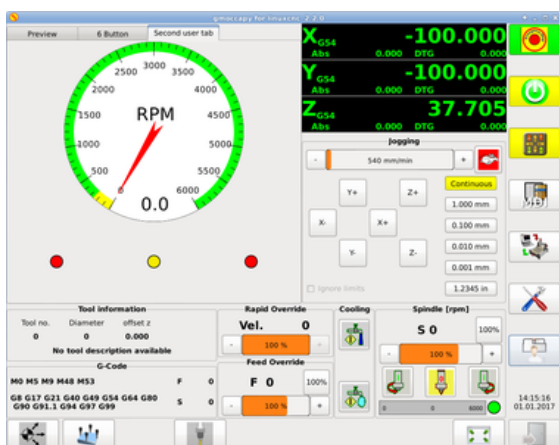 gmoccapy for linuxcnc 2.2.0
Preview
6 Button
Second user tab
3000
2500 3500
2000 4000
1500 4500
1000 5000
500 5500
0 6000
RPM
0.0
X G54 -100.000
Abs 0.000 DTG 0.000
Y G54 -100.000
Abs 0.000 DTG 0.000
Z G54 37.705
Abs 0.000 DTG 0.000
Jogging
- 540 mm/min +
Continuous
1.000 mm
0.100 mm
0.010 mm
0.001 mm
1.2345 in
Y+ Z+
X- X+
Y- Z-
Ignore limits
MDI
Tool information
Tool no. Diameter offset z
0 0 0.000
No tool description available
G-Code
M0 M5 M9 M48 M53 F 0
G8 G17 G21 G40 G49 G54 G64 G80 S 0
G90 G91.1 G94 G97 G99
Rapid Override
Vel. 0
- 100 % +
Feed Override
F 0 100%
- 100 % +
Cooling
Spindle [rpm]
S 0 100%
- 100 % +
0 0 6000
14:15:16
01.01.2017